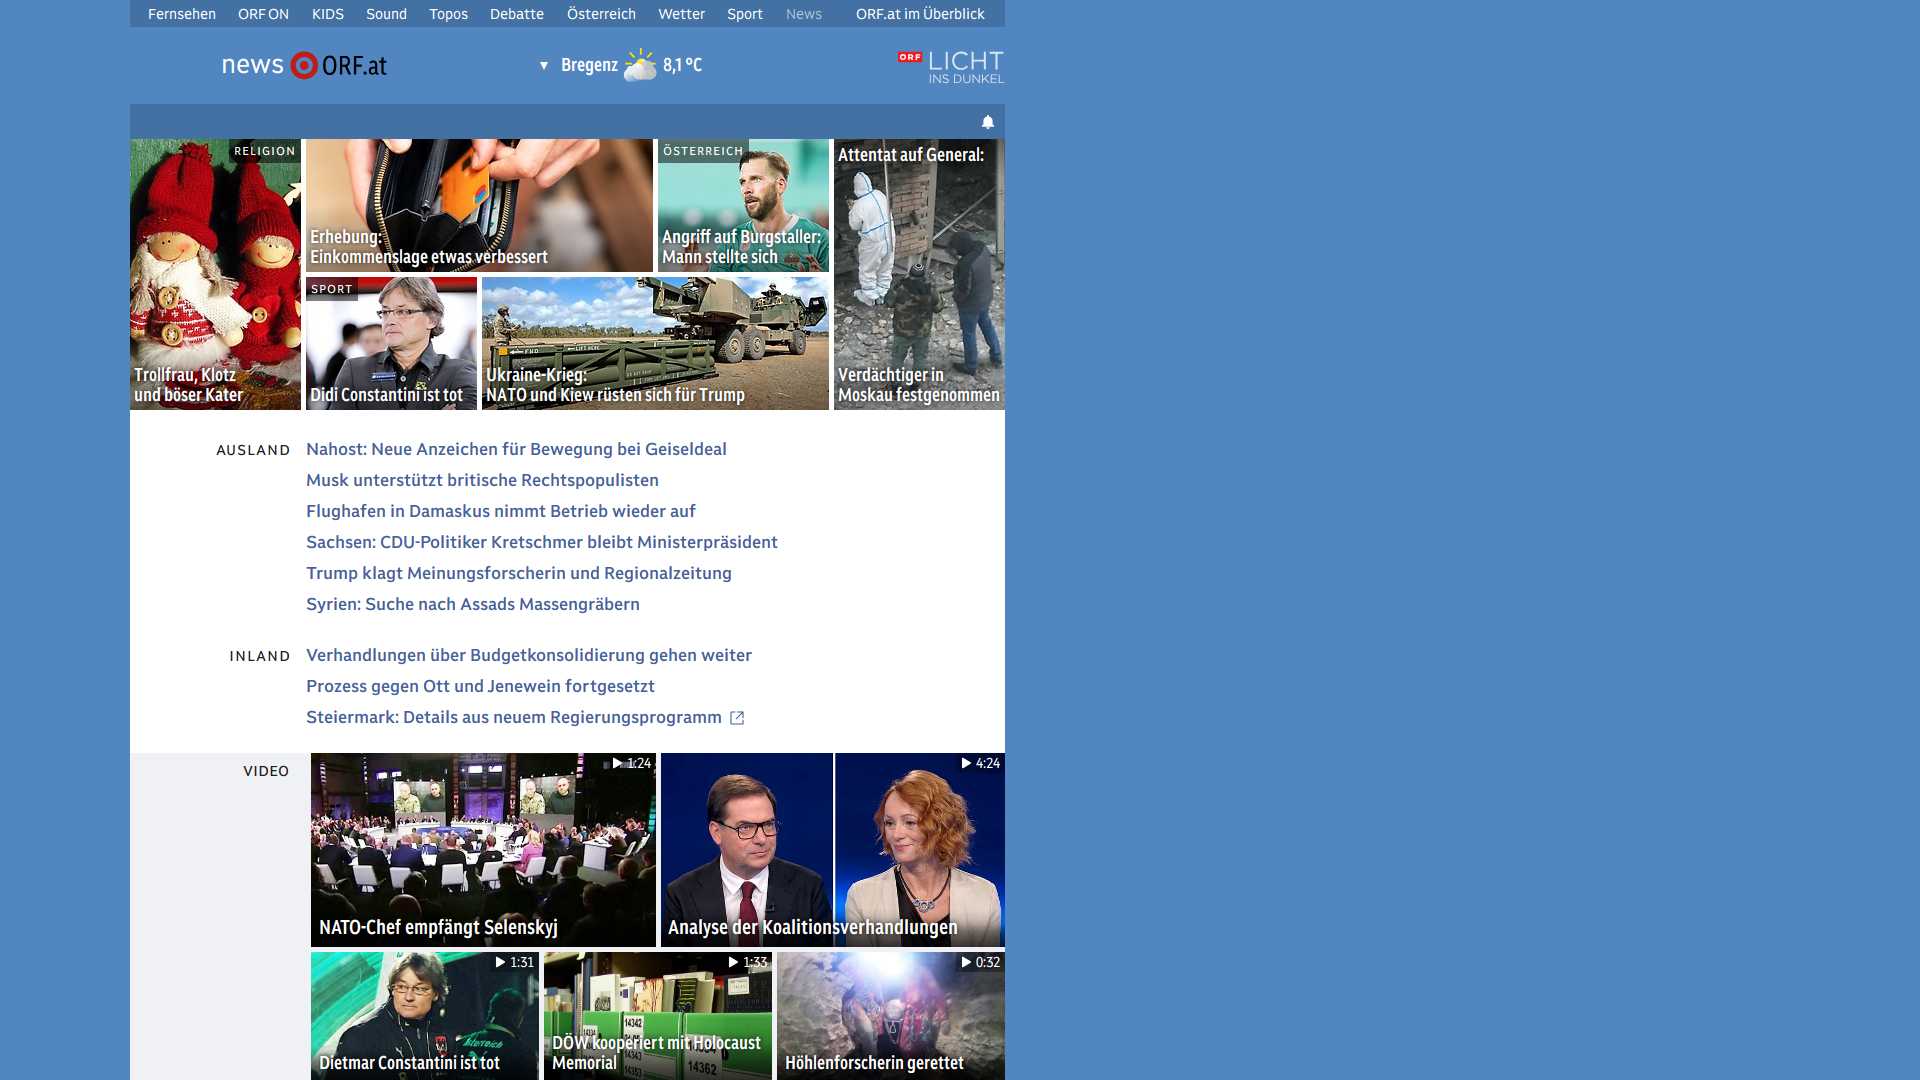 Fernsehen ORF ON KIDS Sound Topos Debatte Österreich Wetter Sport News ORF.at im Überblick
news ORF.at
Bregenz 8,1 °C
ORF LICHT
INS DUNKEL
RELIGION
Trollfrau, Klotz
und böser Kater
Erhebung:
Einkommenslage etwas verbessert
ÖSTERREICH
Angriff auf Burgstaller:
Mann stellte sich
Attentat auf General:
Verdächtiger in
Moskau festgenommen
SPORT
Didi Constantini ist tot
Ukraine-Krieg:
NATO und Kiew rüsten sich für Trump
AUSLAND
Nahost: Neue Anzeichen für Bewegung bei Geiseldeal
Musk unterstützt britische Rechtspopulisten
Flughafen in Damaskus nimmt Betrieb wieder auf
Sachsen: CDU-Politiker Kretschmer bleibt Ministerpräsident
Trump klagt Meinungsforscherin und Regionalzeitung
Syrien: Suche nach Assads Massengräbern
INLAND
Verhandlungen über Budgetkonsolidierung gehen weiter
Prozess gegen Ott und Jenewein fortgesetzt
Steiermark: Details aus neuem Regierungsprogramm
VIDEO
1:24
NATO-Chef empfängt Selenskyj
4:24
Analyse der Koalitionsverhandlungen
1:31
Österreich
Dietmar Constantini ist tot
1:33
14342
14362
DÖW kooperiert mit Holocaust
Memorial
0:32
Höhlenforscherin gerettet